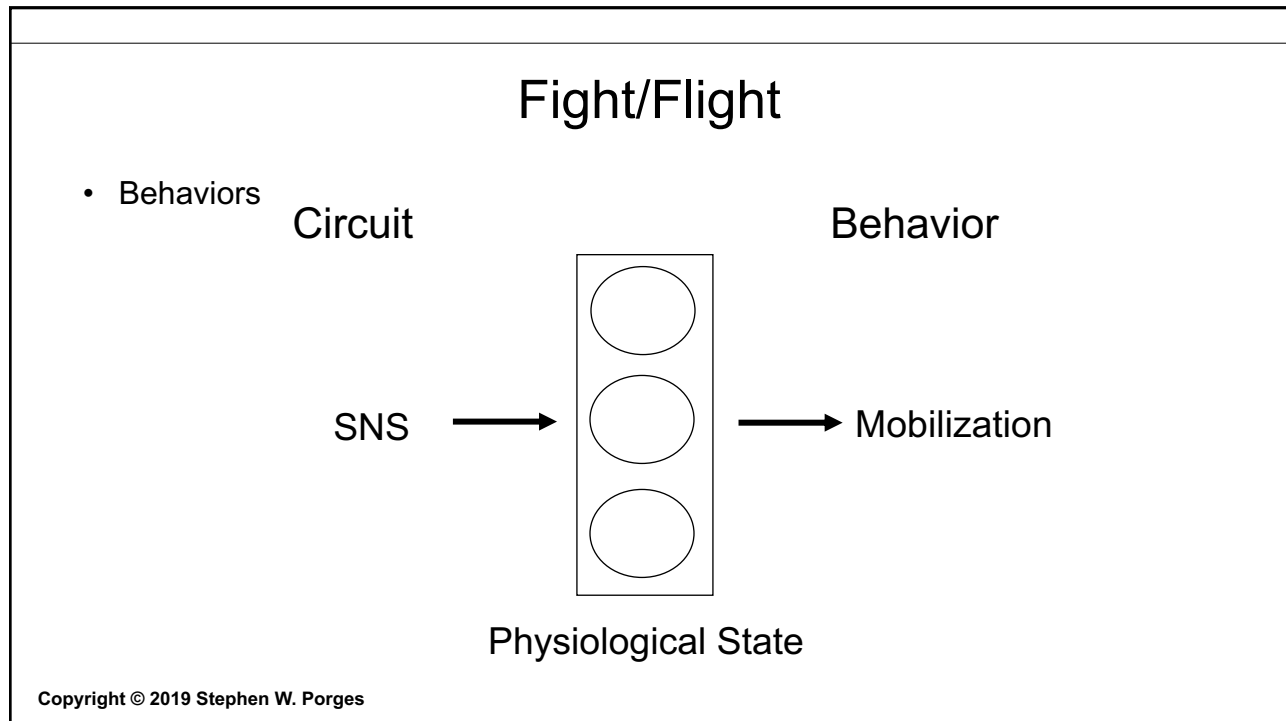 Fight/Flight
• Behaviors
Circuit
Behavior
SNS
Mobilization
Physiological State
Copyright © 2019 Stephen W. Porges